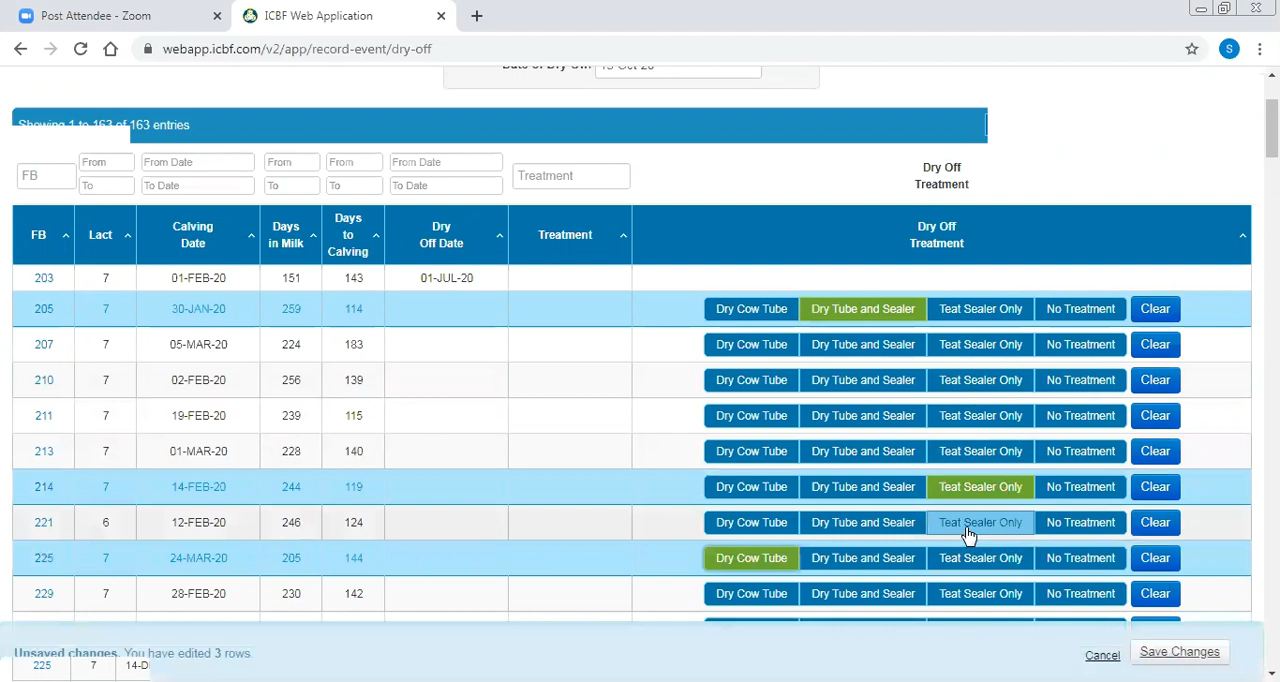 Post Attendee - Zoom
ICBF Web Application
webapp.icbf.com/v2/app/record-event/dry-off
S
Date of Dry Off 15-Oct-20
Showing 1 to 163 of 163 entries
FB From From Date From From From Date Treatment Dry Off
To To Date To To To Date Treatment
FB Lact Calving Date Days in Milk Days to Calving Dry Off Date Treatment Dry Off Treatment
203 7 01-FEB-20 151 143 01-JUL-20
205 7 30-JAN-20 259 114 Dry Cow Tube Dry Tube and Sealer Teat Sealer Only No Treatment Clear
207 7 05-MAR-20 224 183 Dry Cow Tube Dry Tube and Sealer Teat Sealer Only No Treatment Clear
210 7 02-FEB-20 256 139 Dry Cow Tube Dry Tube and Sealer Teat Sealer Only No Treatment Clear
211 7 19-FEB-20 239 115 Dry Cow Tube Dry Tube and Sealer Teat Sealer Only No Treatment Clear
213 7 01-MAR-20 228 140 Dry Cow Tube Dry Tube and Sealer Teat Sealer Only No Treatment Clear
214 7 14-FEB-20 244 119 Dry Cow Tube Dry Tube and Sealer Teat Sealer Only No Treatment Clear
221 6 12-FEB-20 246 124 Dry Cow Tube Dry Tube and Sealer Teat Sealer Only No Treatment Clear
225 7 24-MAR-20 205 144 Dry Cow Tube Dry Tube and Sealer Teat Sealer Only No Treatment Clear
229 7 28-FEB-20 230 142 Dry Cow Tube Dry Tube and Sealer Teat Sealer Only No Treatment Clear
Unsaved changes. You have edited 3 rows. Cancel Save Changes
225 7 14-D